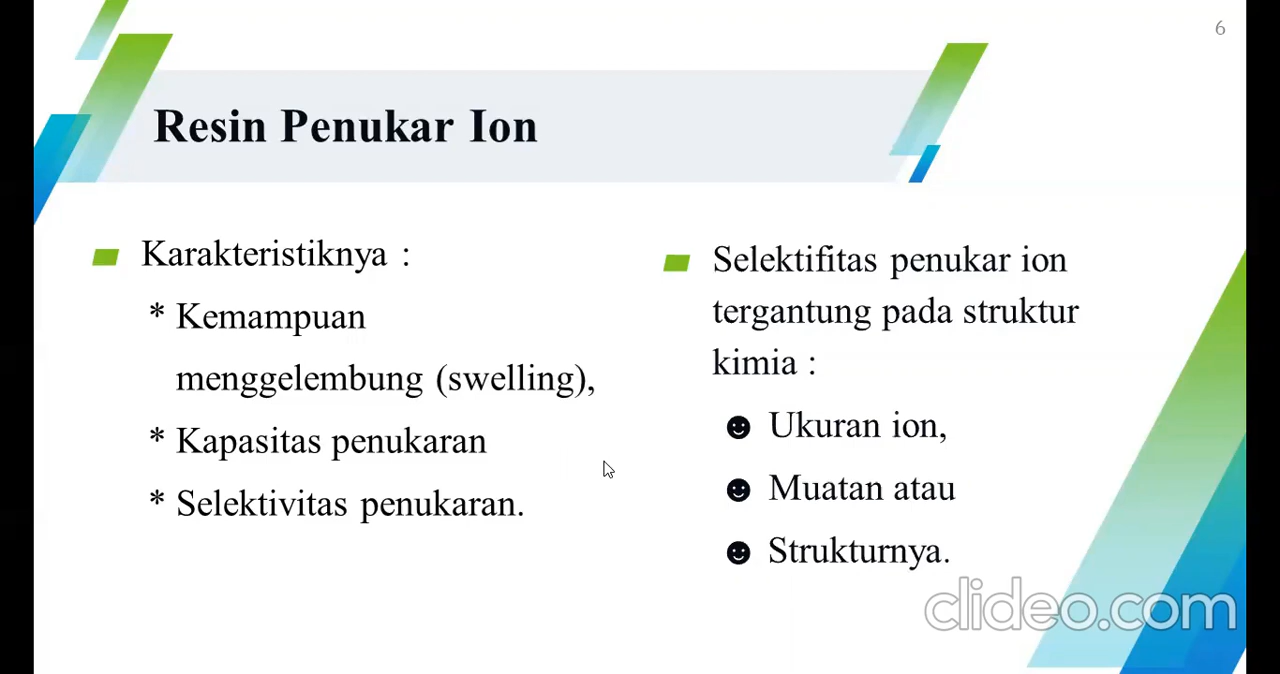 6
Resin Penukar Ion
Karakteristiknya :
* Kemampuan
menggelembung (swelling),
* Kapasitas penukaran
* Selektivitas penukaran.
Selektifitas penukar ion
tergantung pada struktur
kimia :
☻ Ukuran ion,
☻ Muatan atau
☻ Strukturnya.
clideo.com